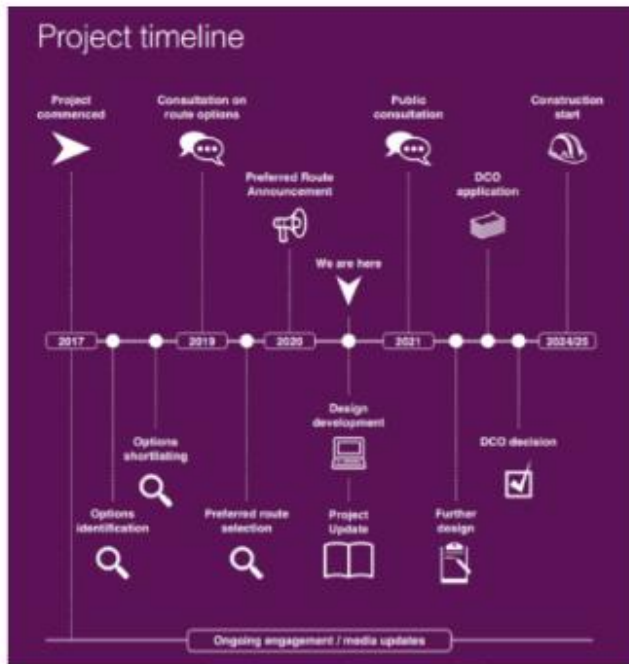 Project timeline
Project
commenced
Consultation on
route options
Public
consultation
Construction
start
Preferred Route
Announcement
DCO
application
We are here
2017
2019
2020
2021
2024/25
Options
shortlisting
Design
development
DCO decision
Options
identification
Preferred route
selection
Project
Update
Further
design
Ongoing engagement / media updates